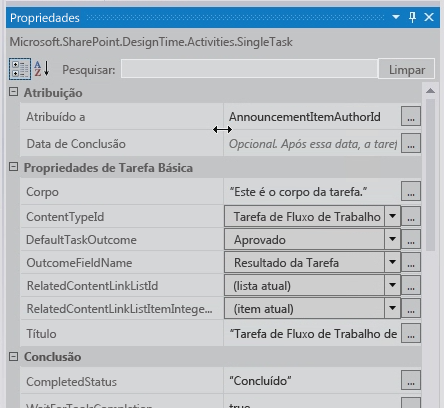 Propriedades
Microsoft.SharePoint.DesignTime.Activities.SingleTask
Pesquisar: Limpar
Atribuição
Atribuído a AnnouncementItemAuthorId ...
Data de Conclusão Opcional. Após essa data, a taref ...
Propriedades de Tarefa Básica
Corpo "Este é o corpo da tarefa." ...
ContentTypeId Tarefa de Fluxo de Trabalho ...
DefaultTaskOutcome Aprovado ...
OutcomeFieldName Resultado da Tarefa ...
RelatedContentLinkListId (lista atual) ...
RelatedContentLinkListItemIntege... (item atual) ...
Título "Tarefa de Fluxo de Trabalho de ...
Conclusão
CompletedStatus "Concluído" ...
true